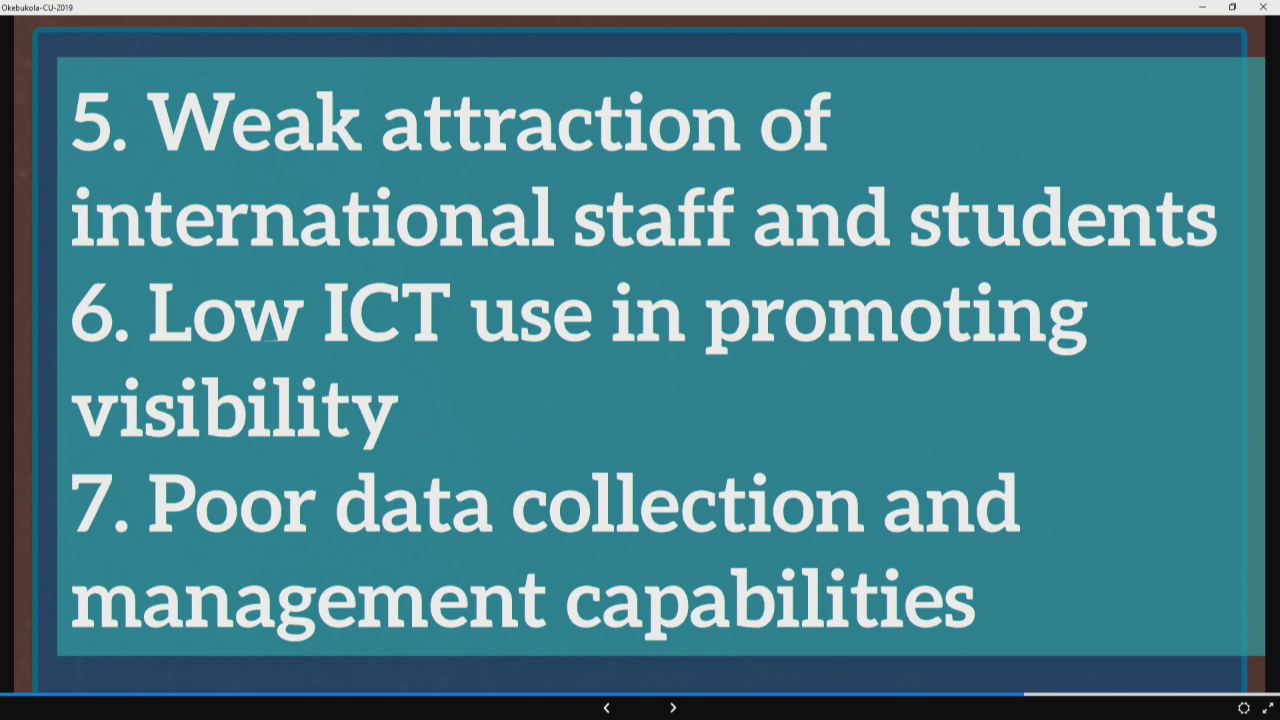 Okebukola-CU-2019
5. Weak attraction of
international staff and students
6. Low ICT use in promoting
visibility
7. Poor data collection and
management capabilities